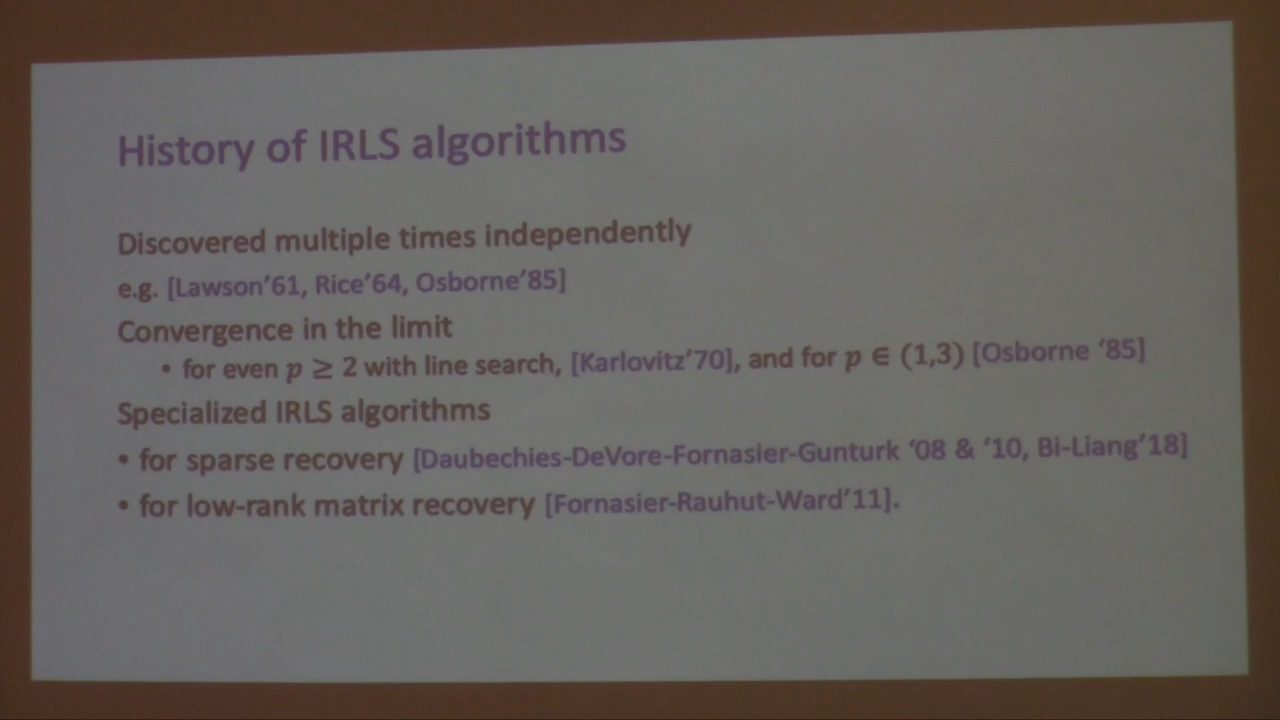 History of IRLS algorithms
Discovered multiple times independently
e.g. [Lawson’61, Rice’64, Osborne’85]
Convergence in the limit
• for even p ≥ 2 with line search, [Karlovitz’70], and for p ∈ (1,3) [Osborne ‘85]
Specialized IRLS algorithms
• for sparse recovery [Daubechies-DeVore-Fornasier-Gunturk ‘08 & ‘10, Bi-Liang’18]
• for low-rank matrix recovery [Fornasier-Rauhut-Ward’11].